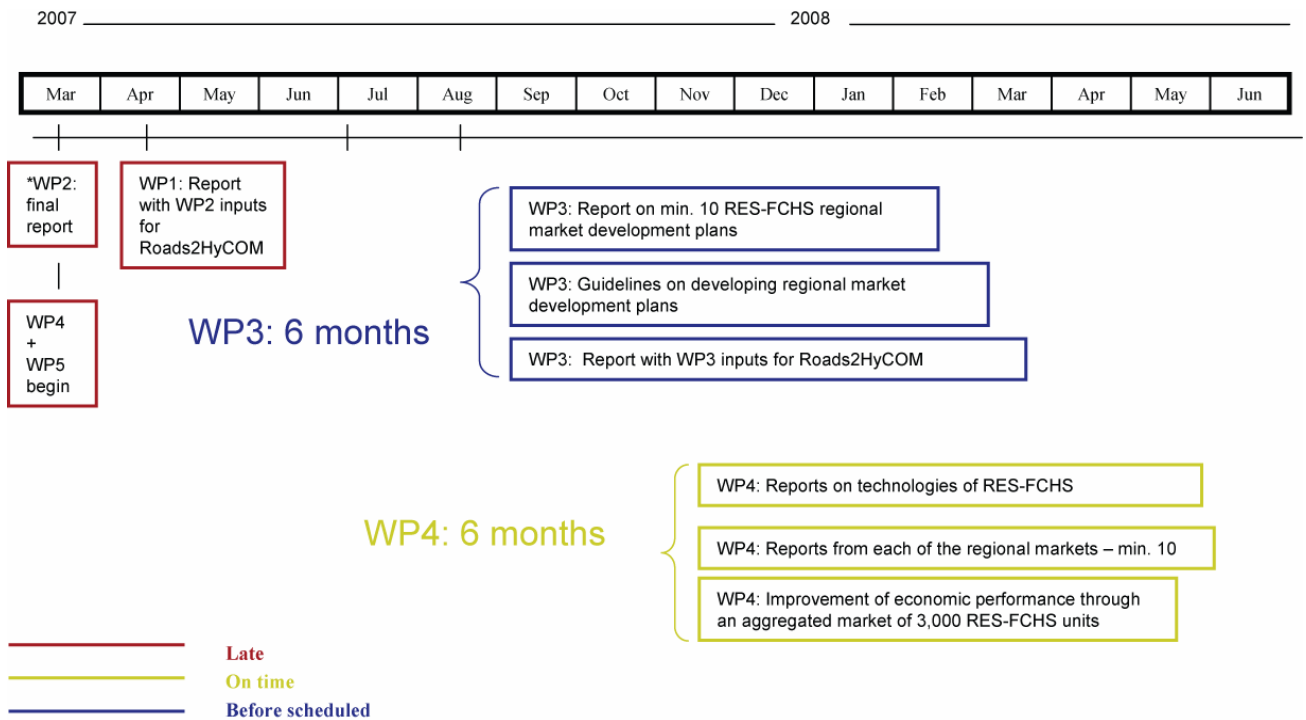 2007
2008
Mar Apr May Jun Jul Aug Sep Oct Nov Dec Jan Feb Mar Apr May Jun
*WP2:
final
report
WP1: Report
with WP2 inputs
for
Roads2HyCOM
WP4
+
WP5
begin
WP3: 6 months
WP3: Report on min. 10 RES-FCHS regional
market development plans
WP3: Guidelines on developing regional market
development plans
WP3: Report with WP3 inputs for Roads2HyCOM
WP4: 6 months
WP4: Reports on technologies of RES-FCHS
WP4: Reports from each of the regional markets – min. 10
WP4: Improvement of economic performance through
an aggregated market of 3,000 RES-FCHS units
Late
On time
Before scheduled